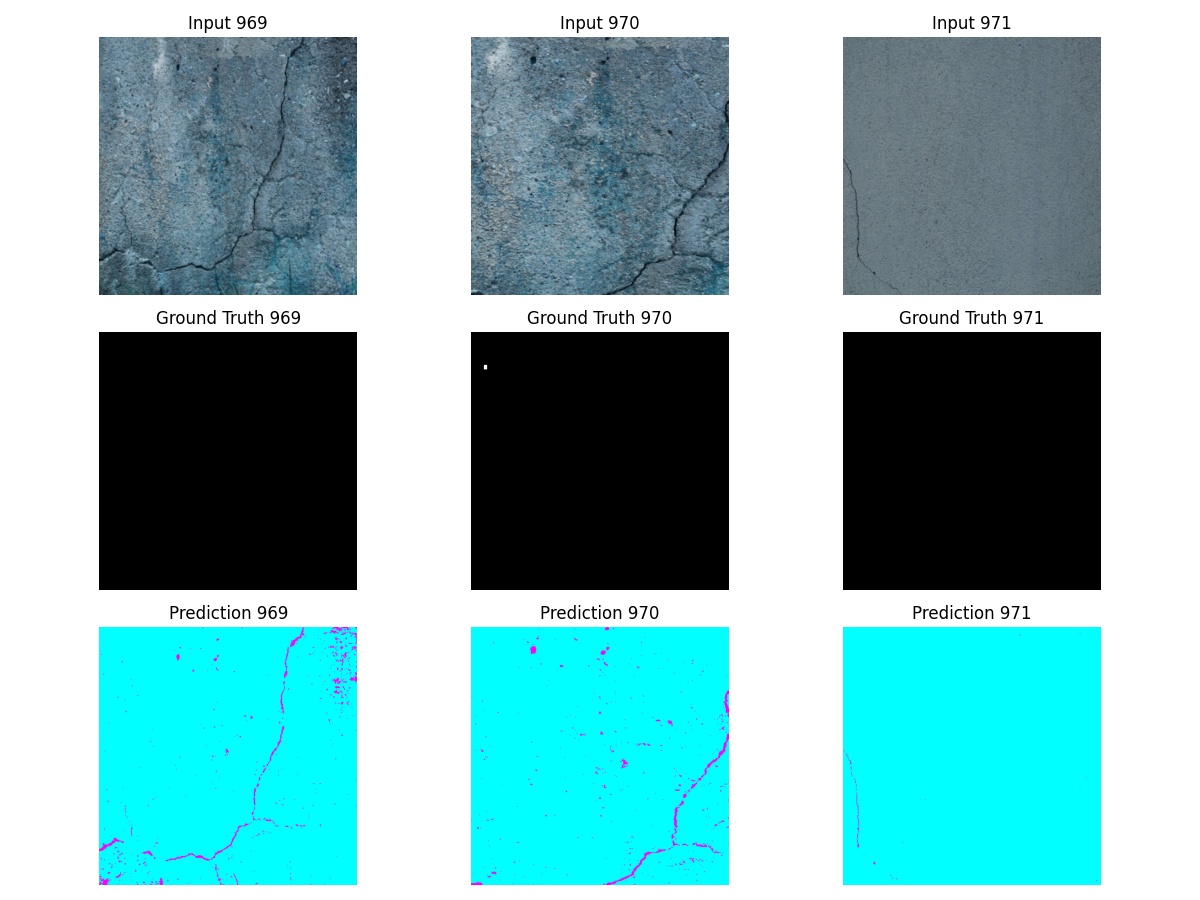 Input 969
Input 970
Input 971
Ground Truth 969
Ground Truth 970
Ground Truth 971
Prediction 969
Prediction 970
Prediction 971